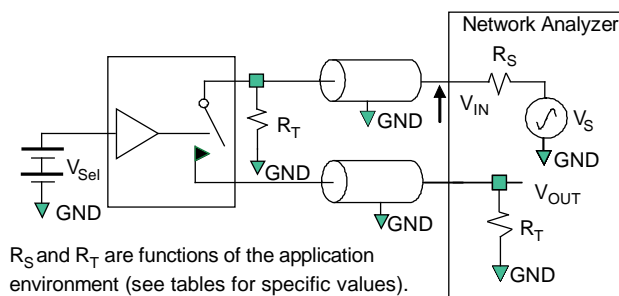 Network Analyzer
R_S
V_IN
GND
V_S
GND
R_T
GND
V_Sel
GND
GND
V_OUT
R_T
GND
R_S and R_T are functions of the application
environment (see tables for specific values).